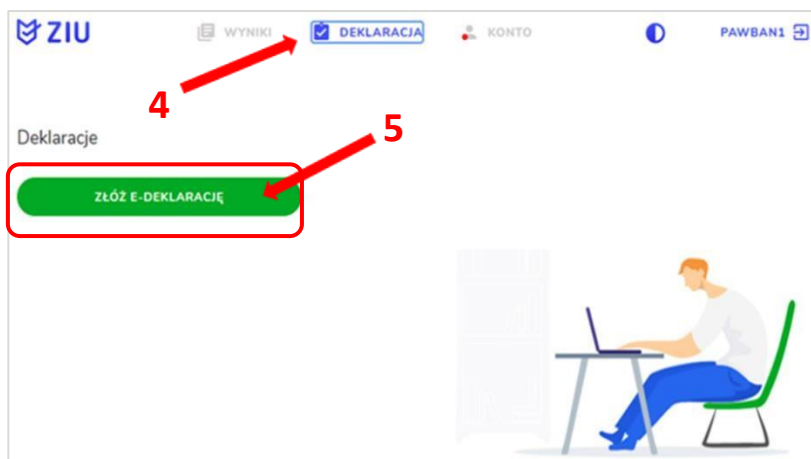 ZIU
WYNIKI
DEKLARACJA
KONTO
PAWBAN1
4
5
Deklaracje
ZŁÓŻ E-DEKLARACJĘ